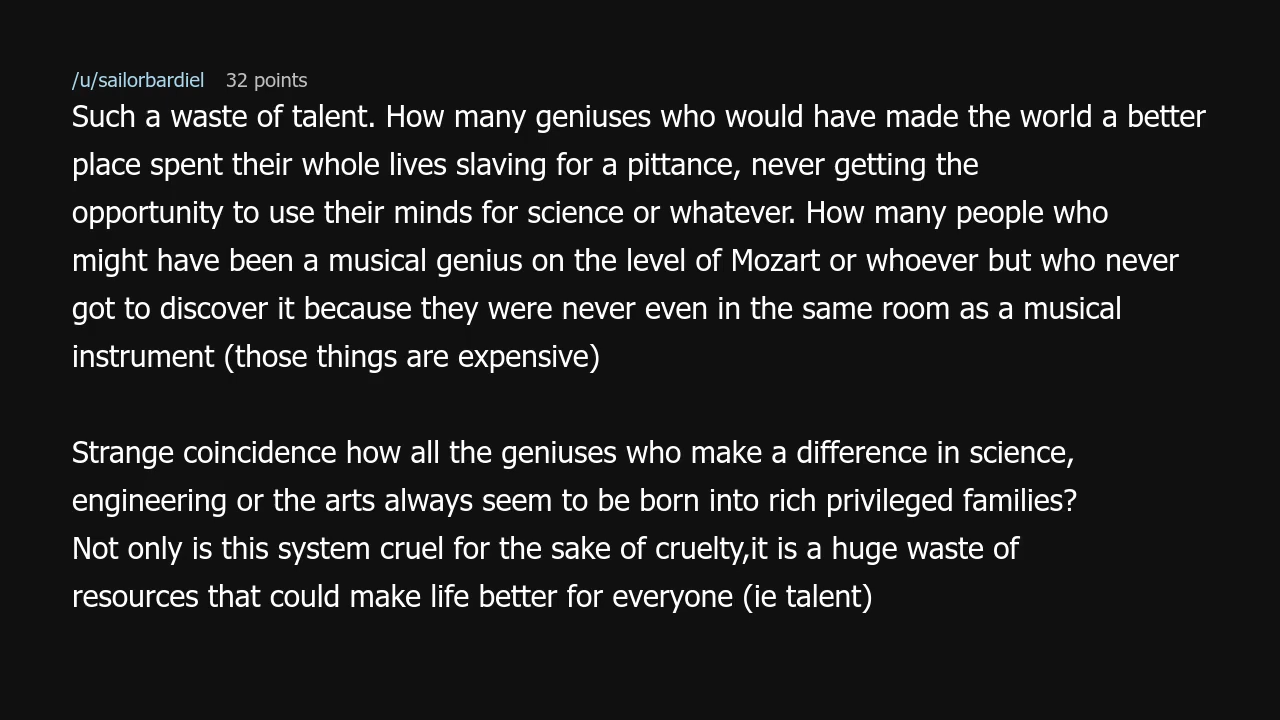 /u/sailorbardiel 32 points
Such a waste of talent. How many geniuses who would have made the world a better
place spent their whole lives slaving for a pittance, never getting the
opportunity to use their minds for science or whatever. How many people who
might have been a musical genius on the level of Mozart or whoever but who never
got to discover it because they were never even in the same room as a musical
instrument (those things are expensive)
Strange coincidence how all the geniuses who make a difference in science,
engineering or the arts always seem to be born into rich privileged families?
Not only is this system cruel for the sake of cruelty,it is a huge waste of
resources that could make life better for everyone (ie talent)